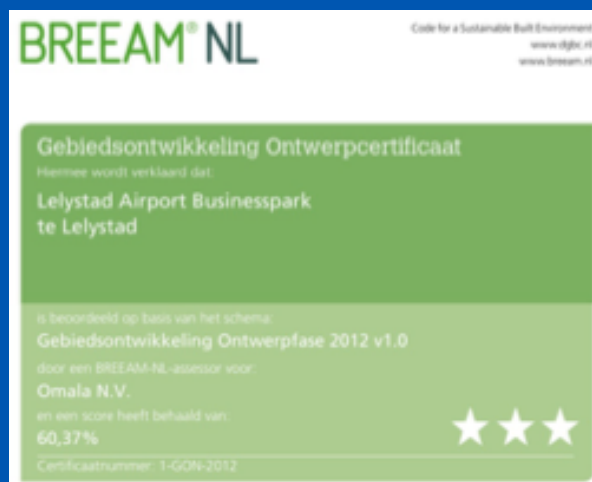 BREEAM® NL
Code for a Sustainable Built Environment
www.dgbc.nl
www.breeam.nl
Gebiedsontwikkeling Ontwerpcertificaat
Hiermee wordt verklaard dat:
Lelystad Airport Businesspark
te Lelystad
is beoordeeld op basis van het schema:
Gebiedsontwikkeling Ontwerpfase 2012 v1.0
door een BREEAM-NL-assessor voor:
Omala N.V.
en een score heeft behaald van:
60,37%
Certificaatnummer: 1-GON-2012